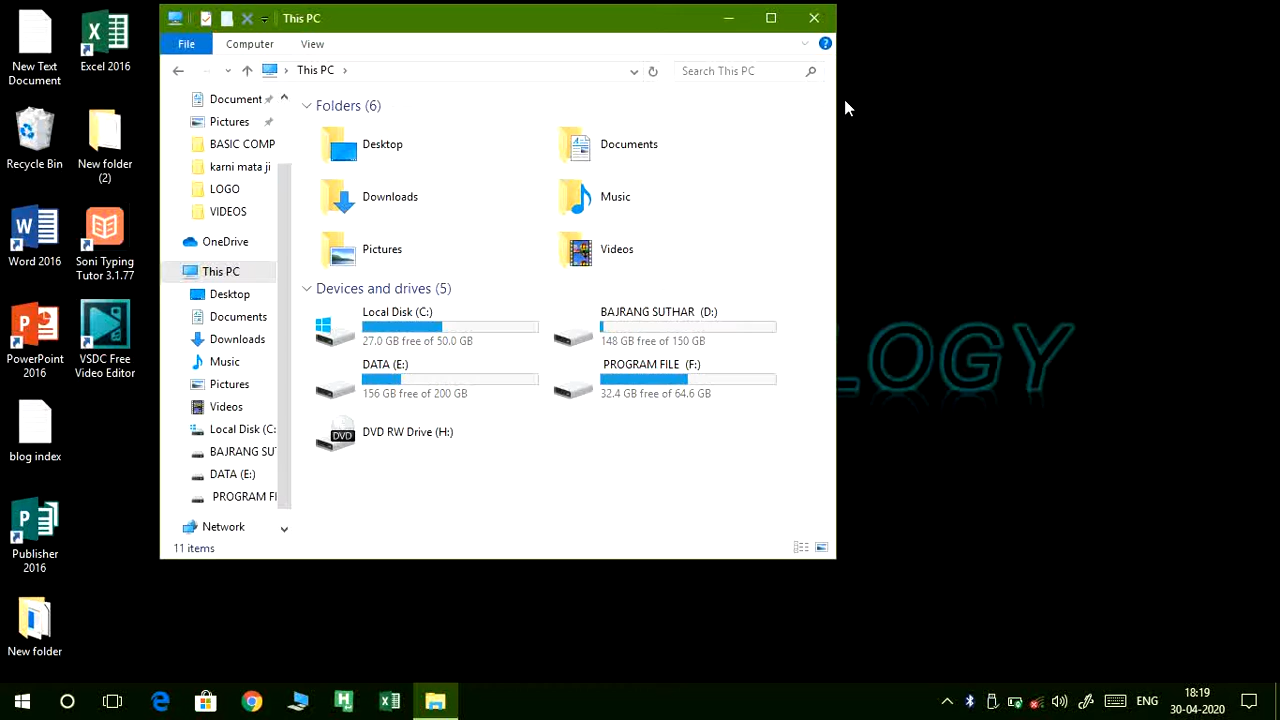 New Text
Document
Excel 2016
Recycle Bin
New folder
(2)
Word 2016
Soni Typing
Tutor 3.1.77
PowerPoint
2016
VSDC Free
Video Editor
blog index
Publisher
2016
New folder
This PC
File
Computer
View
This PC
Search This PC
Document
Pictures
BASIC COMP
karni mata ji
LOGO
VIDEOS
OneDrive
This PC
Desktop
Documents
Downloads
Music
Pictures
Videos
Local Disk (C:
BAJRANG SU
DATA (E:)
PROGRAM FI
Network
Folders (6)
Desktop
Documents
Downloads
Music
Pictures
Videos
Devices and drives (5)
Local Disk (C:)
27.0 GB free of 50.0 GB
BAJRANG SUTHAR (D:)
148 GB free of 150 GB
DATA (E:)
156 GB free of 200 GB
PROGRAM FILE (F:)
32.4 GB free of 64.6 GB
DVD
DVD RW Drive (H:)
11 items
LOGY
ENG
18:19
30-04-2020